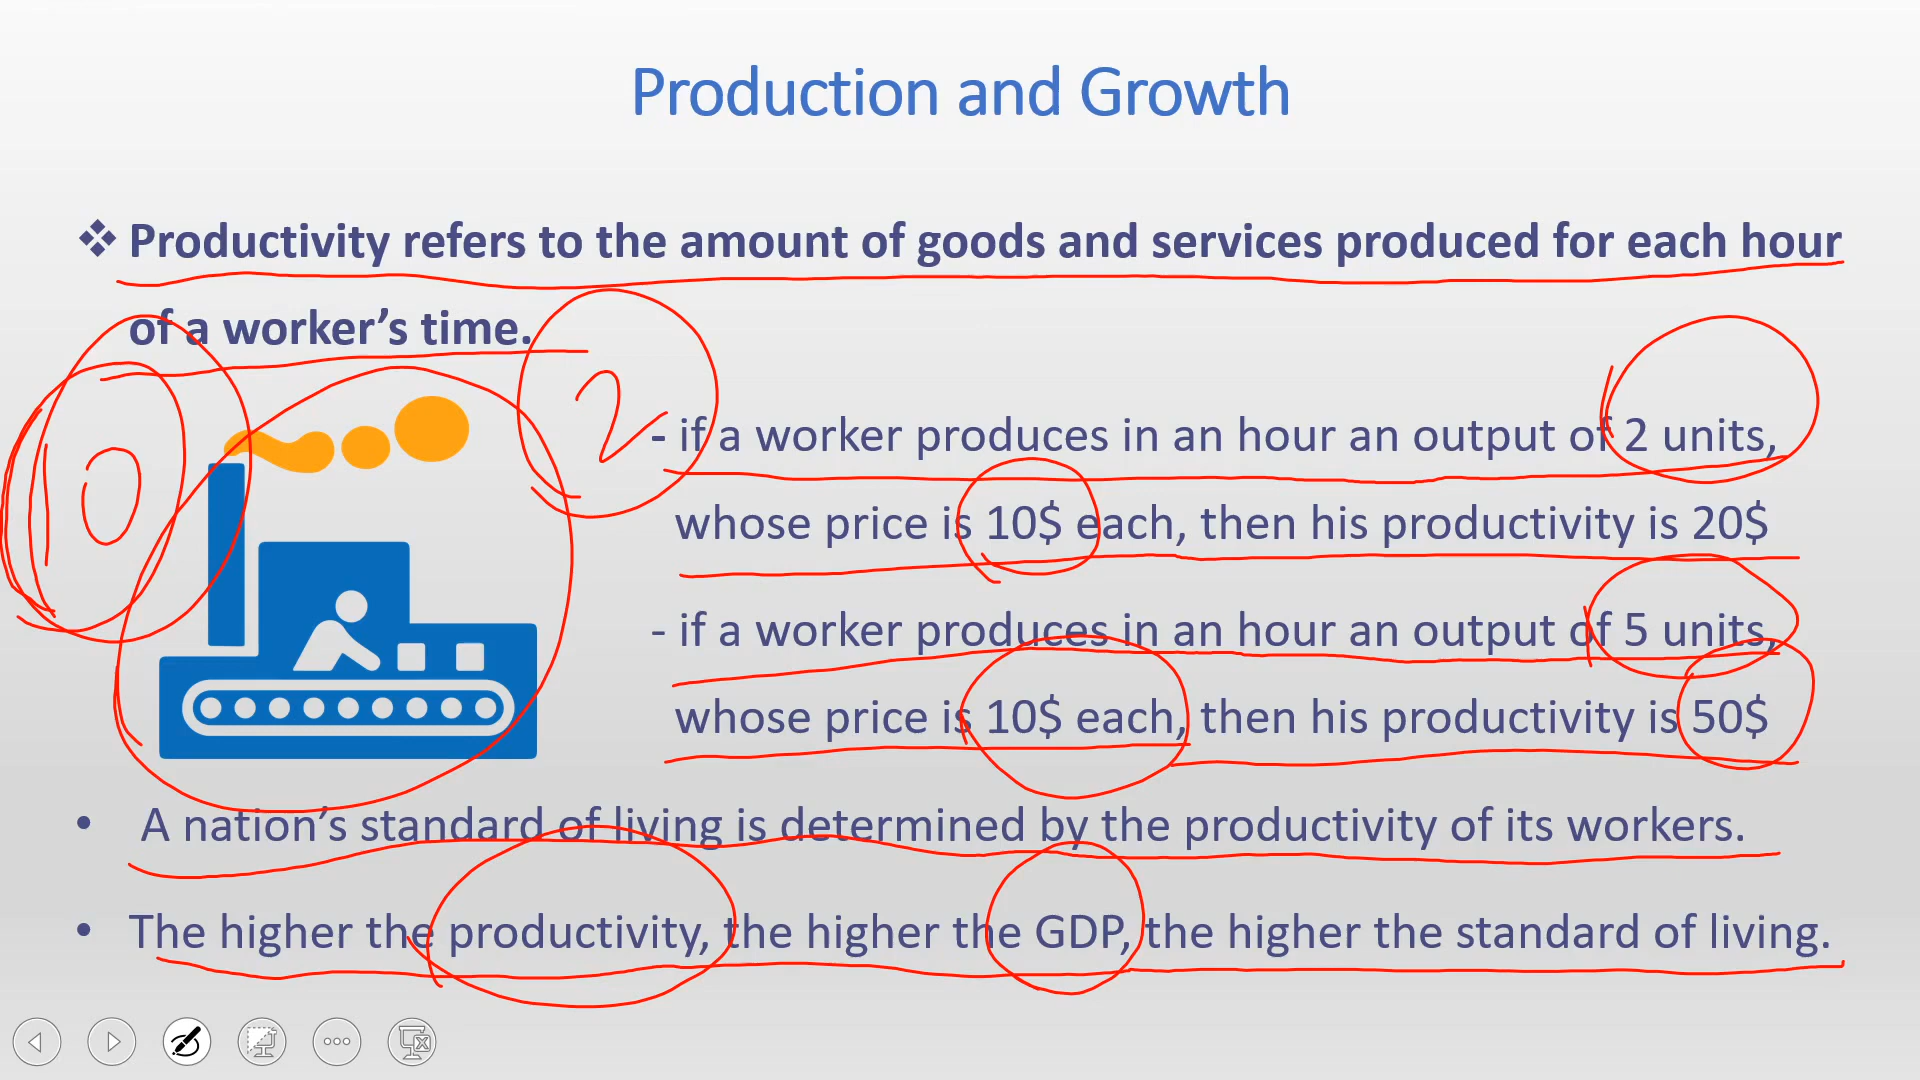 Production and Growth
❖ Productivity refers to the amount of goods and services produced for each hour
of a worker’s time.
10
2
- if a worker produces in an hour an output of 2 units,
whose price is 10$ each, then his productivity is 20$
- if a worker produces in an hour an output of 5 units,
whose price is 10$ each, then his productivity is 50$
• A nation’s standard of living is determined by the productivity of its workers.
• The higher the productivity, the higher the GDP, the higher the standard of living.